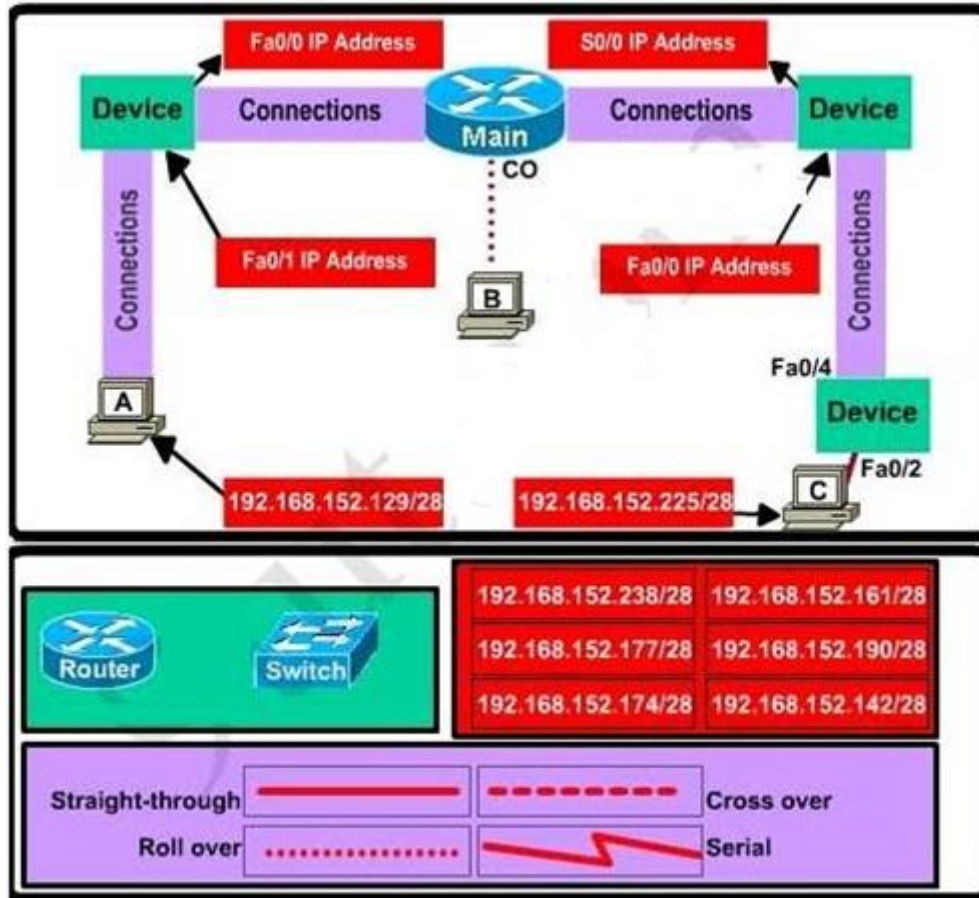 Fa0/0 IP Address
S0/0 IP Address
Device
Connections
Main
Connections
Device
CO
Connections
Connections
Fa0/1 IP Address
B
Fa0/0 IP Address
Fa0/4
A
Device
Fa0/2
192.168.152.129/28
192.168.152.225/28
C
Router
Switch
192.168.152.238/28
192.168.152.161/28
192.168.152.177/28
192.168.152.190/28
192.168.152.174/28
192.168.152.142/28
Straight-through
Cross over
Roll over
Serial